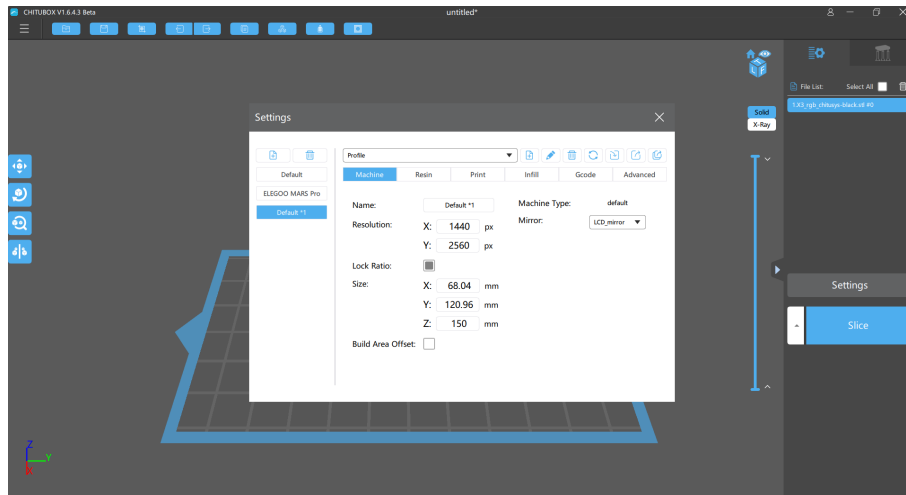 CHITUBOX V1.6.4.3 Beta
untitled*
File List: Select All
1.X3_rgb_chitusys-black.stl #0
Solid
X-Ray
Settings
Profile
Default
ELEGOO MARS Pro
Default *1
Machine Resin Print Infill Gcode Advanced
Name: Default *1 Machine Type: default
Resolution: X: 1440 px Mirror: LCD_mirror
Y: 2560 px
Lock Ratio:
Size: X: 68.04 mm
Y: 120.96 mm
Z: 150 mm
Build Area Offset:
Settings
Slice
Z
Y
X
T
L F